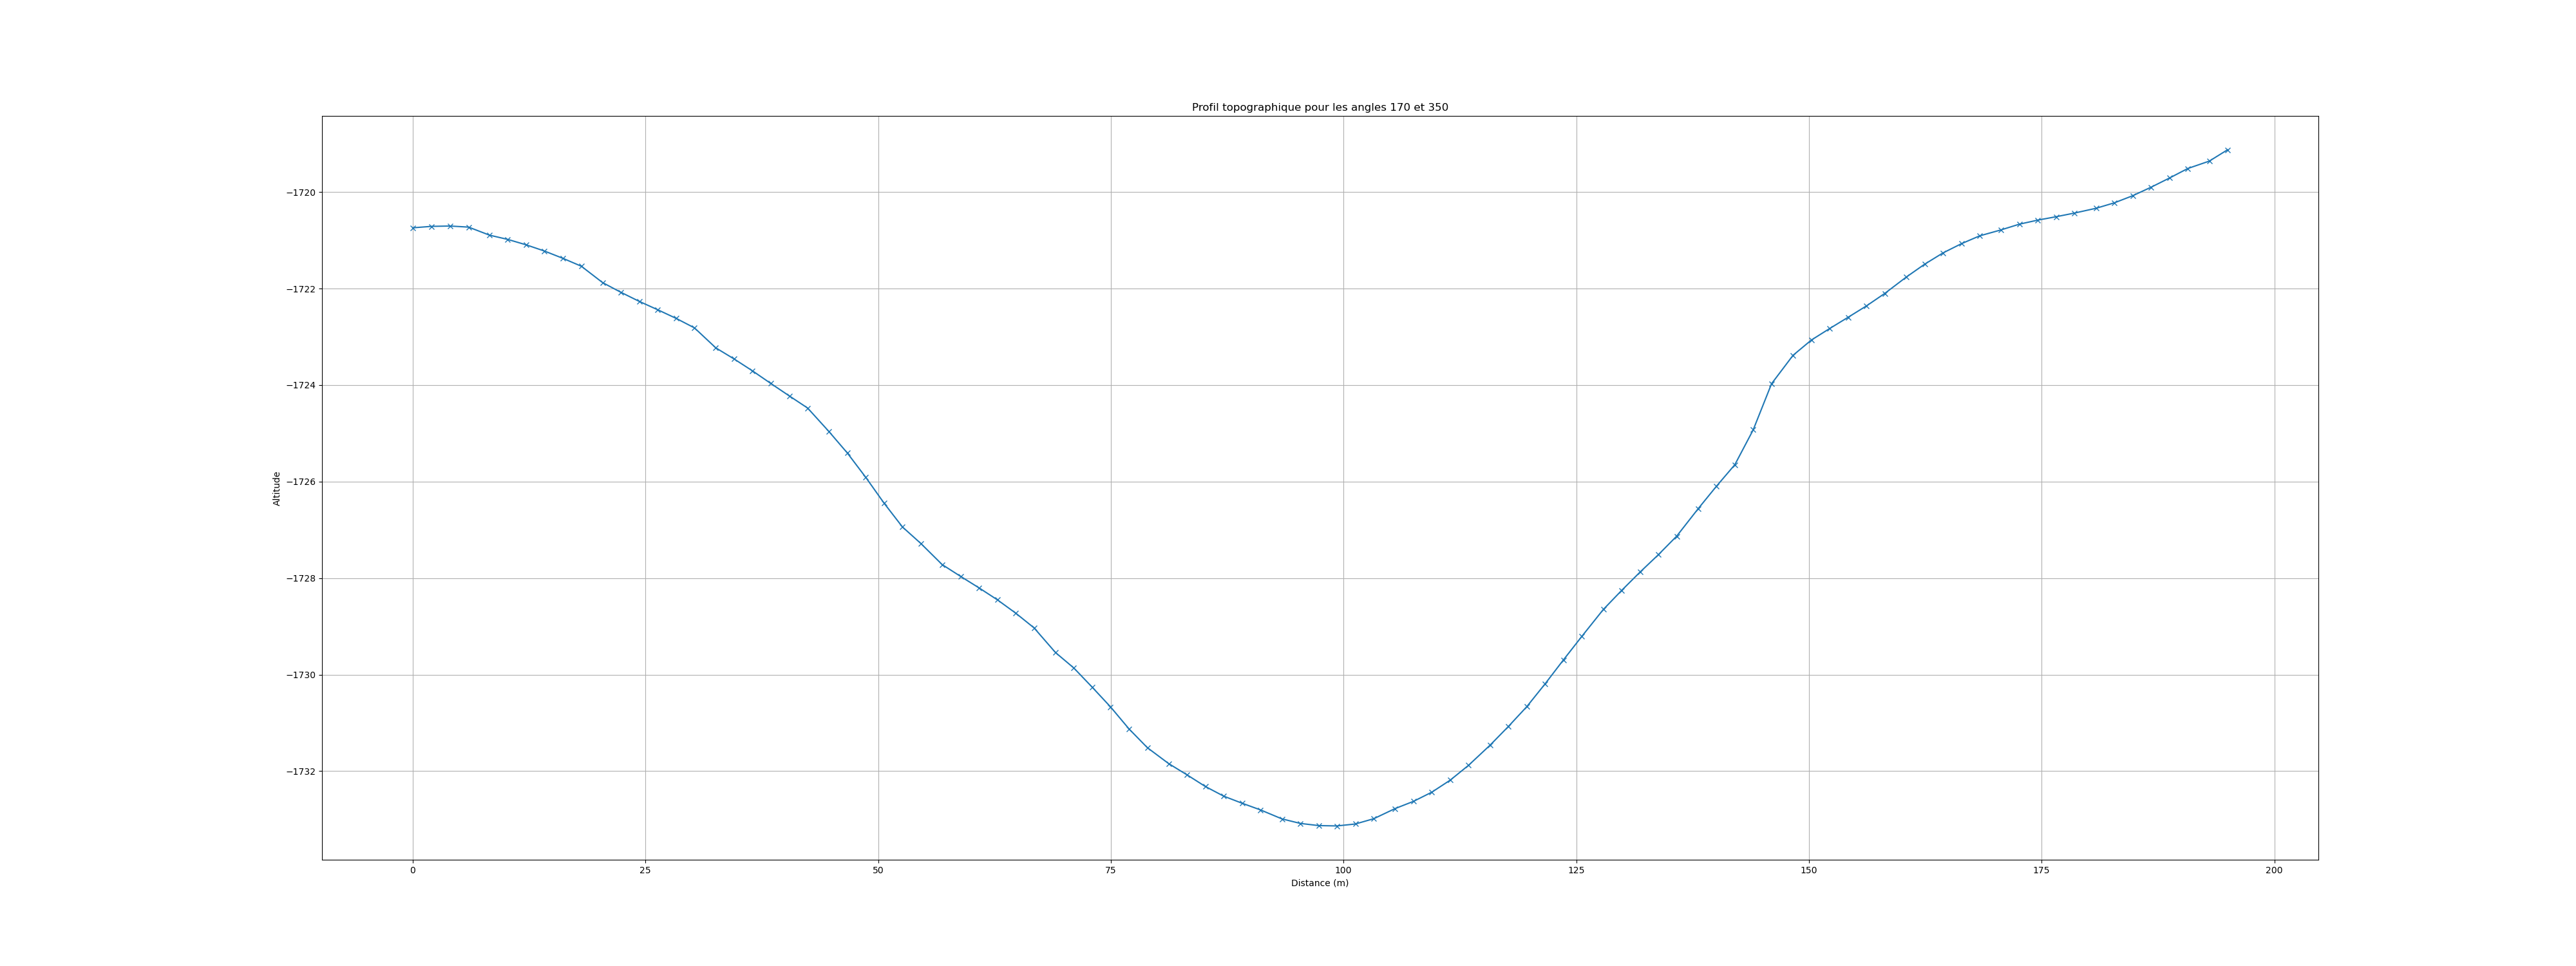 Profil topographique pour les angles 170 et 350
Altitude
−1720
−1722
−1724
−1726
−1728
−1730
−1732
0 25 50 75 100 125 150 175 200
Distance (m)